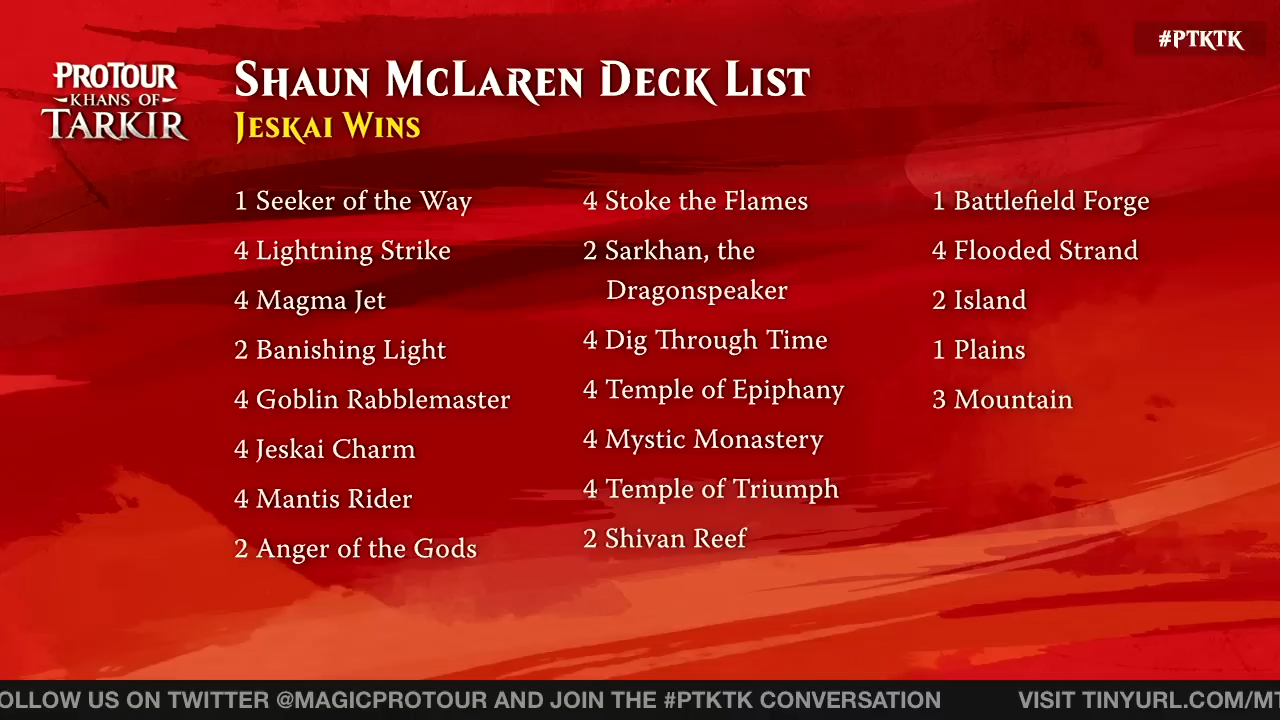 #PTKTK
PROTOUR
KHANS OF
TARKIR
SHAUN MCLAREN DECK LIST
JESKAI WINS
1 Seeker of the Way
4 Lightning Strike
4 Magma Jet
2 Banishing Light
4 Goblin Rabblemaster
4 Jeskai Charm
4 Mantis Rider
2 Anger of the Gods
4 Stoke the Flames
2 Sarkhan, the
Dragonspeaker
4 Dig Through Time
4 Temple of Epiphany
4 Mystic Monastery
4 Temple of Triumph
2 Shivan Reef
1 Battlefield Forge
4 Flooded Strand
2 Island
1 Plains
3 Mountain
OLLOW US ON TWITTER @MAGICPROTOUR AND JOIN THE #PTKTK CONVERSATION VISIT TINYURL.COM/MT